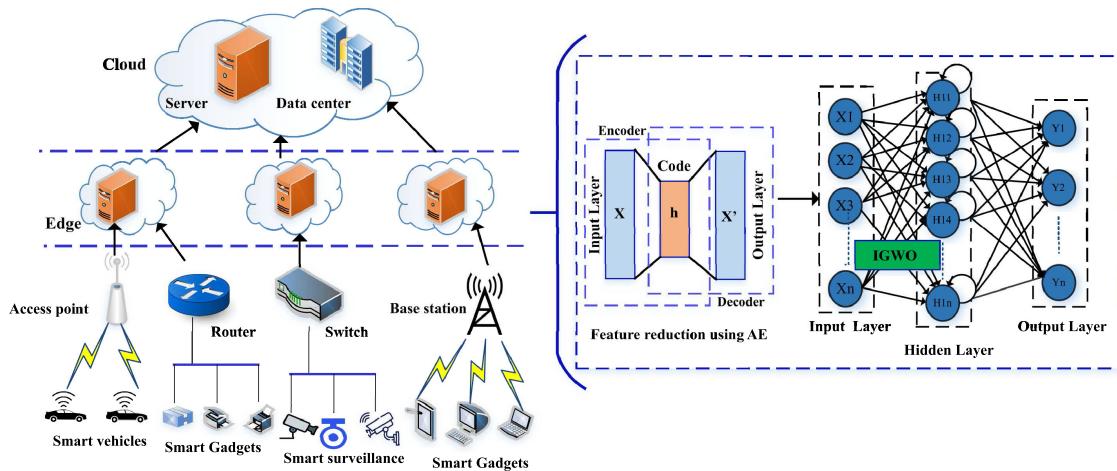 Cloud
Server
Data center
Edge
Access point
Router
Switch
Base station
Smart vehicles
Smart Gadgets
Smart surveillance
Smart Gadgets
Encoder
Code
Input Layer
X
h
X'
Output Layer
Decoder
Feature reduction using AE
X1
X2
X3
Xn
Input Layer
IGWO
H11
H12
H13
H14
H1n
Hidden Layer
Y1
Y2
Yn
Output Layer